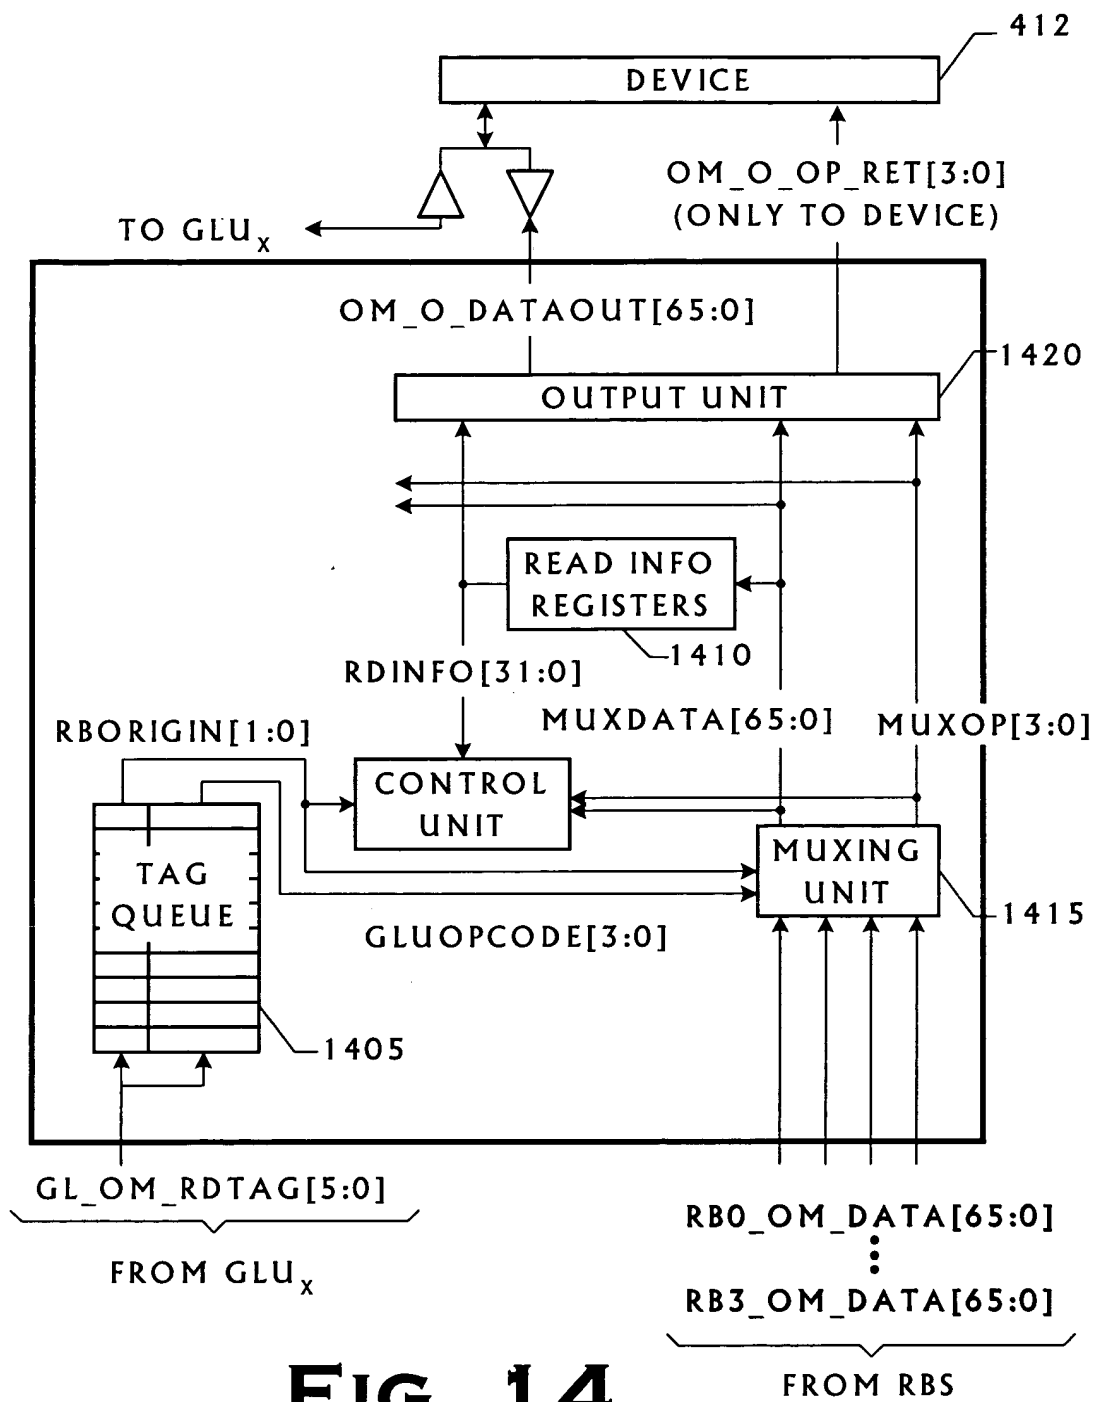 412
DEVICE
OM_O_OP_RET[3:0]
(ONLY TO DEVICE)
TO GLUX
OM_O_DATAOUT[65:0]
1420
OUTPUT UNIT
READ INFO
REGISTERS
1410
RDINFO[31:0]
MUXDATA[65:0]
MUXOP[3:0]
RBORIGIN[1:0]
CONTROL
UNIT
MUXING
UNIT
TAG
QUEUE
1415
GLUOPCODE[3:0]
1405
GL_OM_RDTAG[5:0]
FROM GLUX
RB0_OM_DATA[65:0]
RB3_OM_DATA[65:0]
FROM RBS
FIG. 14